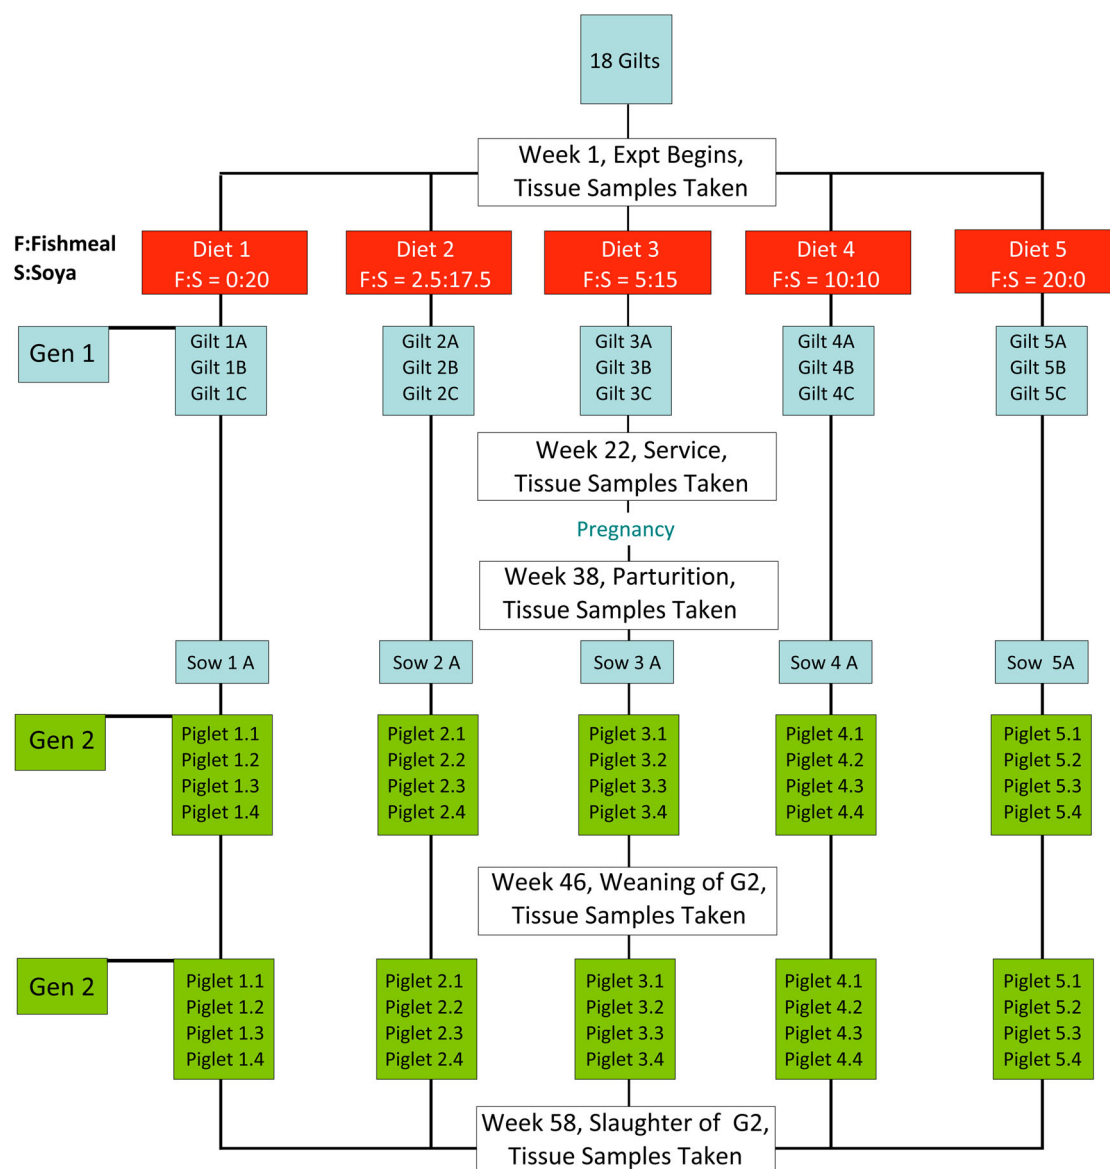 18 Gilts
Week 1, Expt Begins,
Tissue Samples Taken
F:Fishmeal
S:Soya
Diet 1
F:S = 0:20
Diet 2
F:S = 2.5:17.5
Diet 3
F:S = 5:15
Diet 4
F:S = 10:10
Diet 5
F:S = 20:0
Gen 1
Gilt 1A
Gilt 1B
Gilt 1C
Gilt 2A
Gilt 2B
Gilt 2C
Gilt 3A
Gilt 3B
Gilt 3C
Gilt 4A
Gilt 4B
Gilt 4C
Gilt 5A
Gilt 5B
Gilt 5C
Week 22, Service,
Tissue Samples Taken
Pregnancy
Week 38, Parturition,
Tissue Samples Taken
Sow 1 A
Sow 2 A
Sow 3 A
Sow 4 A
Sow 5A
Gen 2
Piglet 1.1
Piglet 1.2
Piglet 1.3
Piglet 1.4
Piglet 2.1
Piglet 2.2
Piglet 2.3
Piglet 2.4
Piglet 3.1
Piglet 3.2
Piglet 3.3
Piglet 3.4
Piglet 4.1
Piglet 4.2
Piglet 4.3
Piglet 4.4
Piglet 5.1
Piglet 5.2
Piglet 5.3
Piglet 5.4
Week 46, Weaning of G2,
Tissue Samples Taken
Gen 2
Piglet 1.1
Piglet 1.2
Piglet 1.3
Piglet 1.4
Piglet 2.1
Piglet 2.2
Piglet 2.3
Piglet 2.4
Piglet 3.1
Piglet 3.2
Piglet 3.3
Piglet 3.4
Piglet 4.1
Piglet 4.2
Piglet 4.3
Piglet 4.4
Piglet 5.1
Piglet 5.2
Piglet 5.3
Piglet 5.4
Week 58, Slaughter of G2,
Tissue Samples Taken